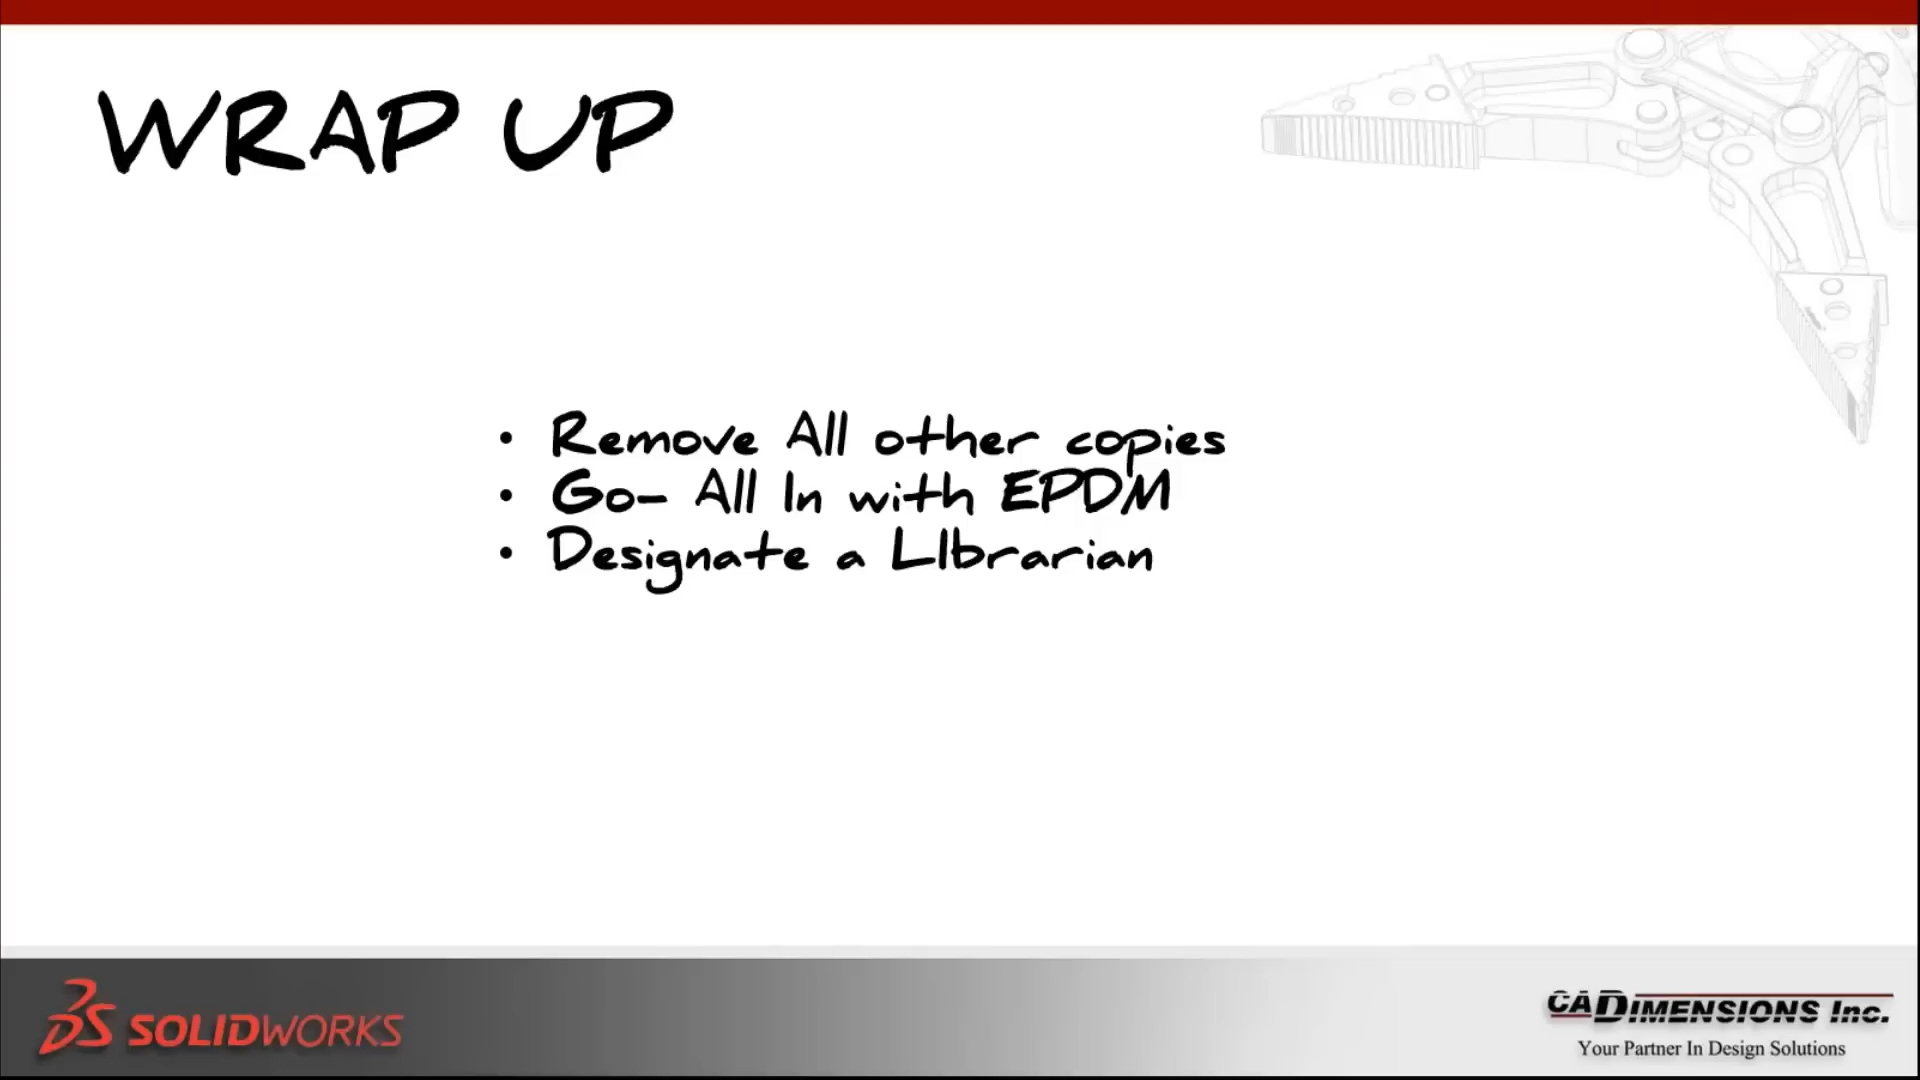 WRAP UP
• Remove All other copies
• Go- All In with EPDM
• Designate a LIbrarian
SOLIDWORKS
CADIMENSIONS Inc.
Your Partner In Design Solutions